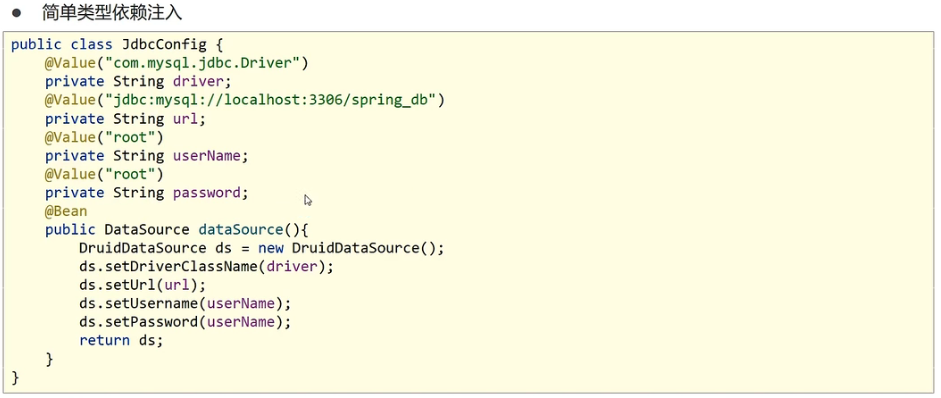 ● 简单类型依赖注入
public class JdbcConfig {
    @Value("com.mysql.jdbc.Driver")
    private String driver;
    @Value("jdbc:mysql://localhost:3306/spring_db")
    private String url;
    @Value("root")
    private String userName;
    @Value("root")
    private String password;
    @Bean
    public DataSource dataSource(){
        DruidDataSource ds = new DruidDataSource();
        ds.setDriverClassName(driver);
        ds.setUrl(url);
        ds.setUsername(userName);
        ds.setPassword(userName);
        return ds;
    }
}